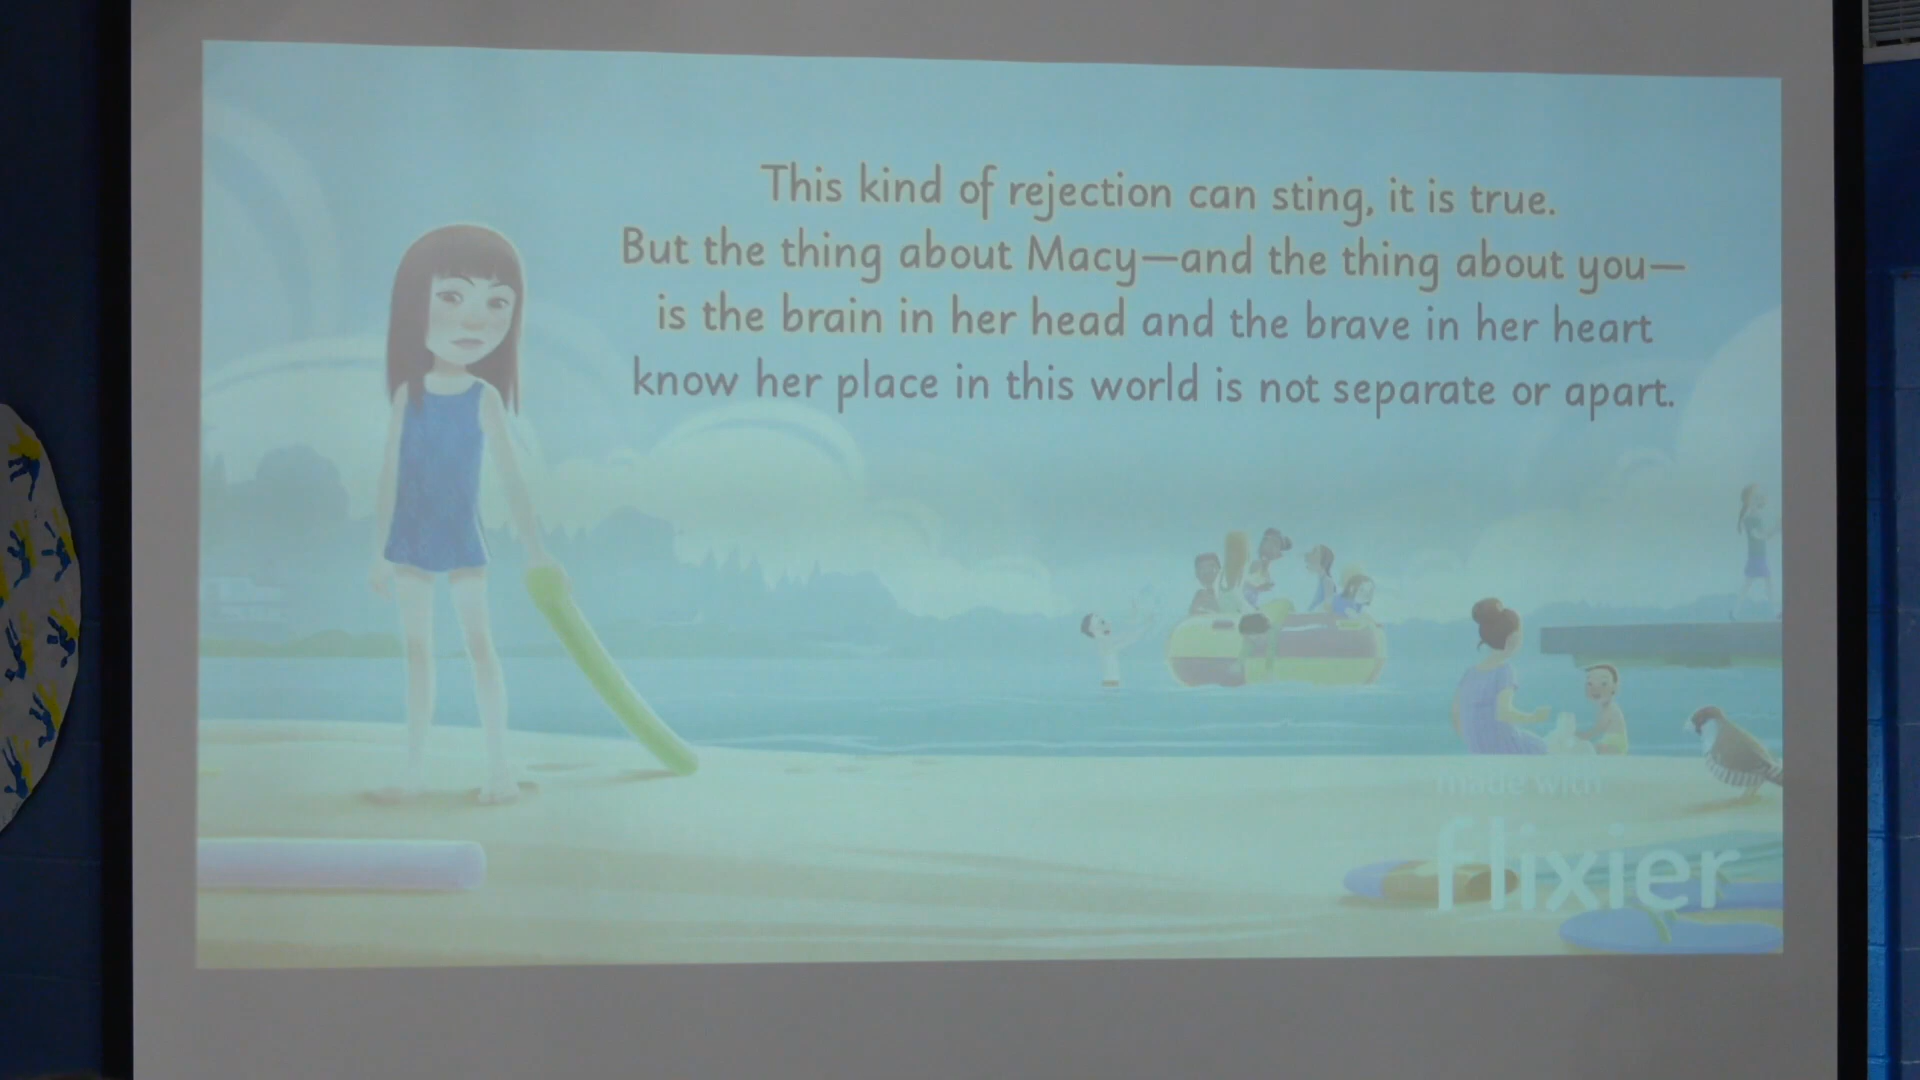 This kind of rejection can sting, it is true.
But the thing about Macy—and the thing about you—
is the brain in her head and the brave in her heart
know her place in this world is not separate or apart.
made with
flixier